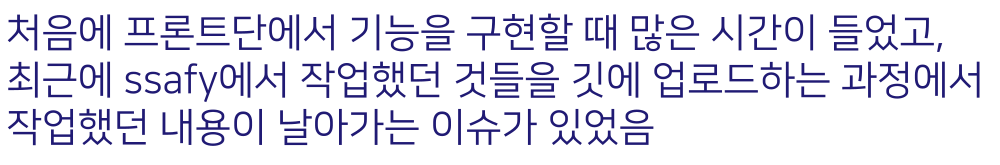 처음에 프론트단에서 기능을 구현할 때 많은 시간이 들었고,
최근에 ssafy에서 작업했던 것들을 깃에 업로드하는 과정에서
작업했던 내용이 날아가는 이슈가 있었음